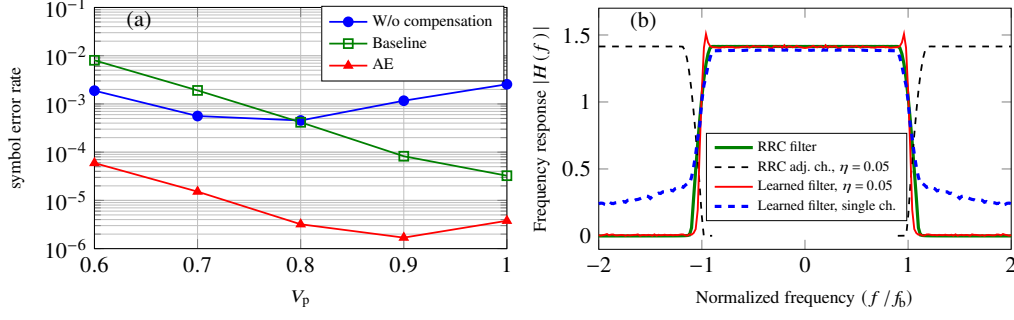 (a)
W/o compensation
Baseline
AE
10^−1
10^−2
10^−3
10^−4
10^−5
10^−6
symbol error rate
0.6 0.7 0.8 0.9 1
V_p
(b)
1.5
1
0.5
0
Frequency response |H(f)|
RRC filter
RRC adj. ch., η = 0.05
Learned filter, η = 0.05
Learned filter, single ch.
−2 −1 0 1 2
Normalized frequency (f/f_b)